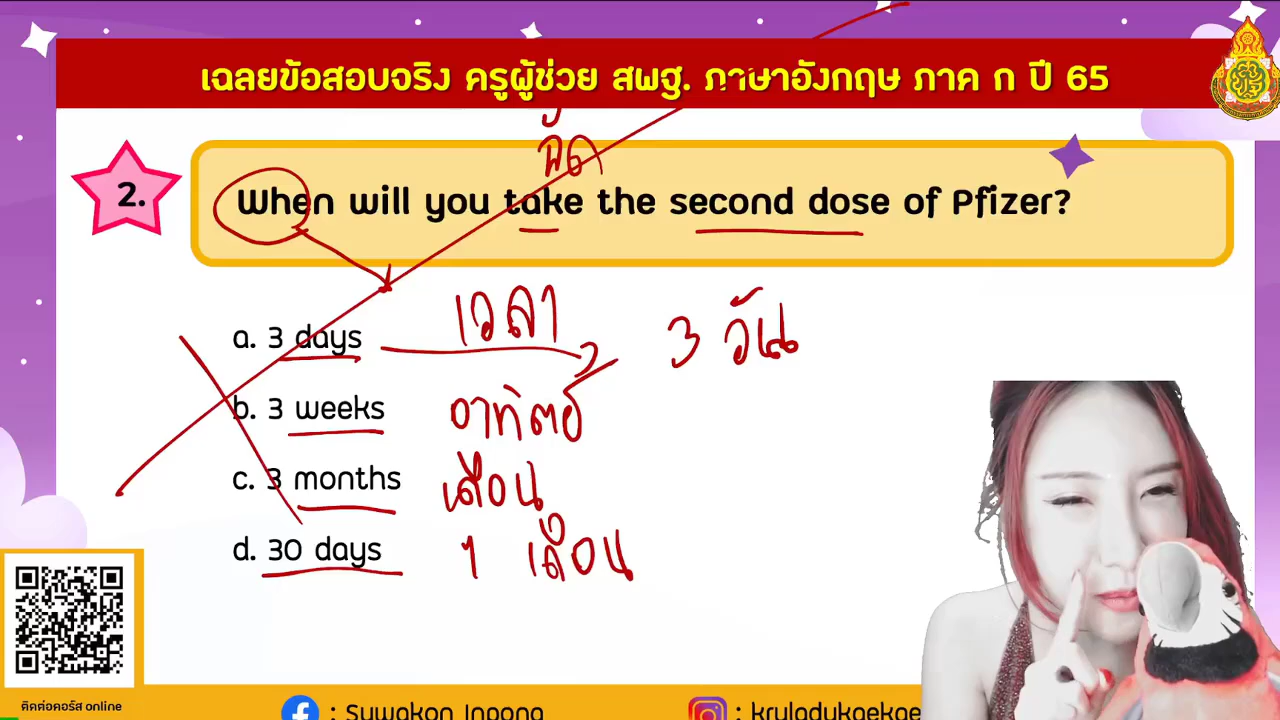 เฉลยข้อสอบจริง ครูผู้ช่วย สพฐ. ภาษาอังกฤษ ภาค ก ปี 65
ฉีด
2. When will you take the second dose of Pfizer?
เวลา
a. 3 days 3 วัน
b. 3 weeks อาทิตย์
c. 3 months เดือน
d. 30 days 1 เดือน
ติดต่อคอร์ส online
: Suwakon Inpong
: kruladykaekae